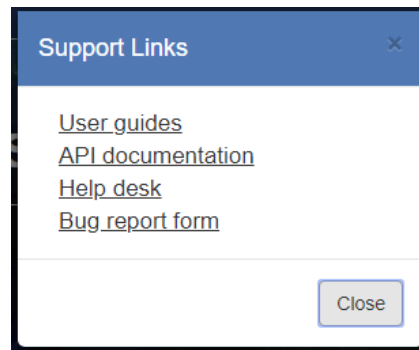 Support Links
×
User guides
API documentation
Help desk
Bug report form
Close